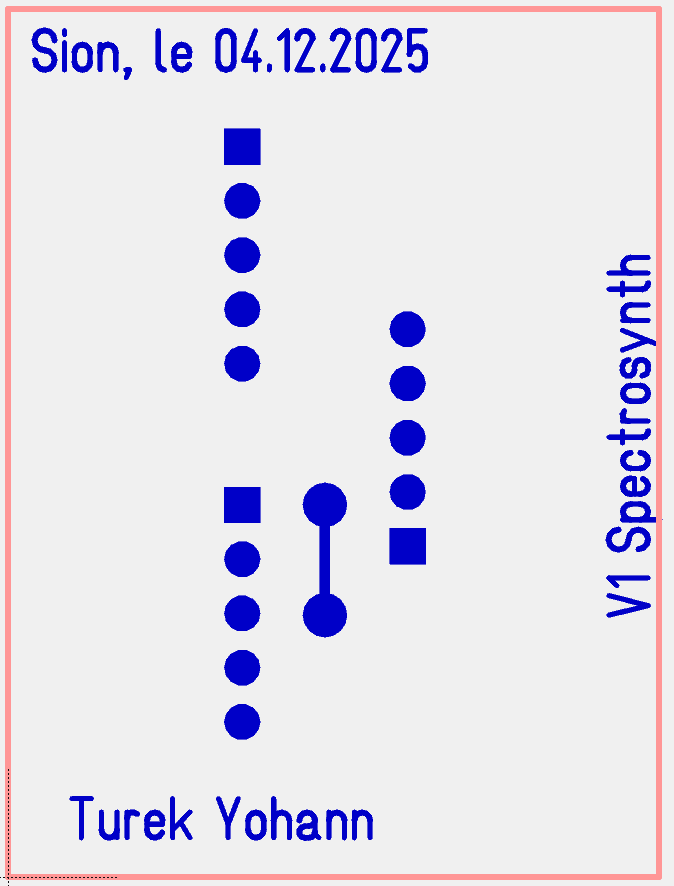 Sion, le 04.12.2025
V1 Spectrosynth
Turek Yohann